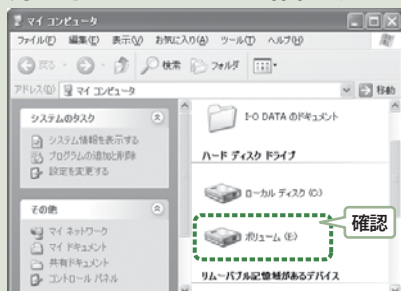 マイ コンピュータ
ファイル(F) 編集(E) 表示(V) お気に入り(A) ツール(T) ヘルプ(H)
戻る 検索 フォルダ
アドレス(D) マイ コンピュータ 移動
システムのタスク
システム情報を表示する
プログラムの追加と削除
設定を変更する
その他
マイ ネットワーク
マイ ドキュメント
共有ドキュメント
コントロール パネル
I-O DATA のドキュメント
ハード ディスク ドライブ
ローカル ディスク (C:)
ボリューム (E:)
確認
リムーバブル記憶域があるデバイス